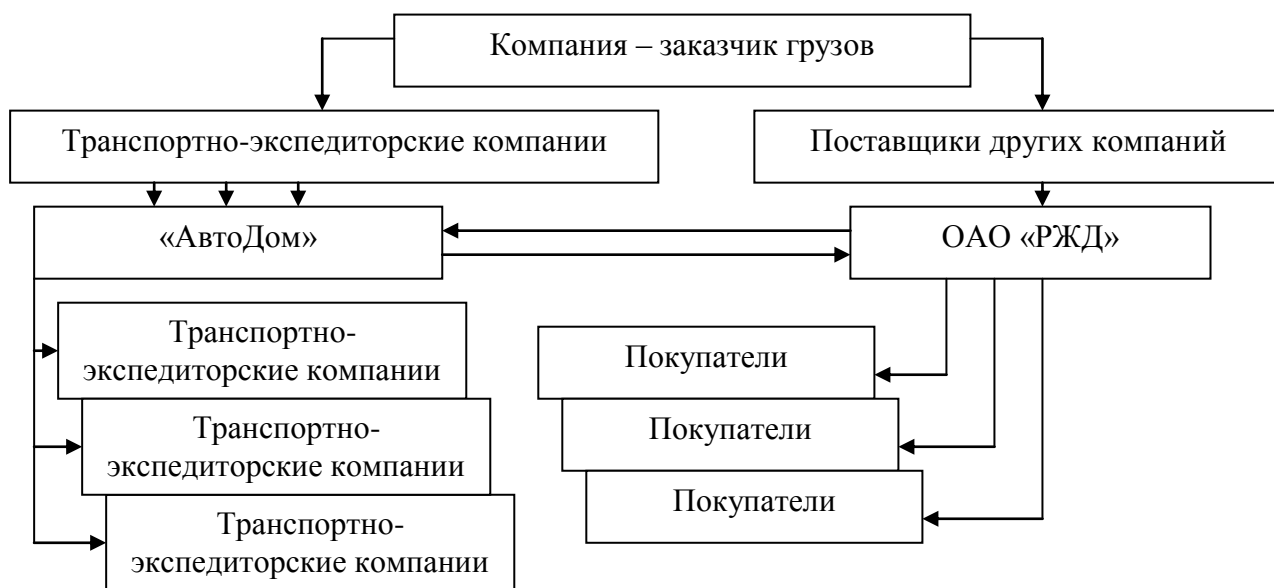 Компания – заказчик грузов
Транспортно-экспедиторские компании
Поставщики других компаний
«АвтоДом»
ОАО «РЖД»
Транспортно-
экспедиторские компании
Транспортно-
экспедиторские компании
Транспортно-
экспедиторские компании
Покупатели
Покупатели
Покупатели